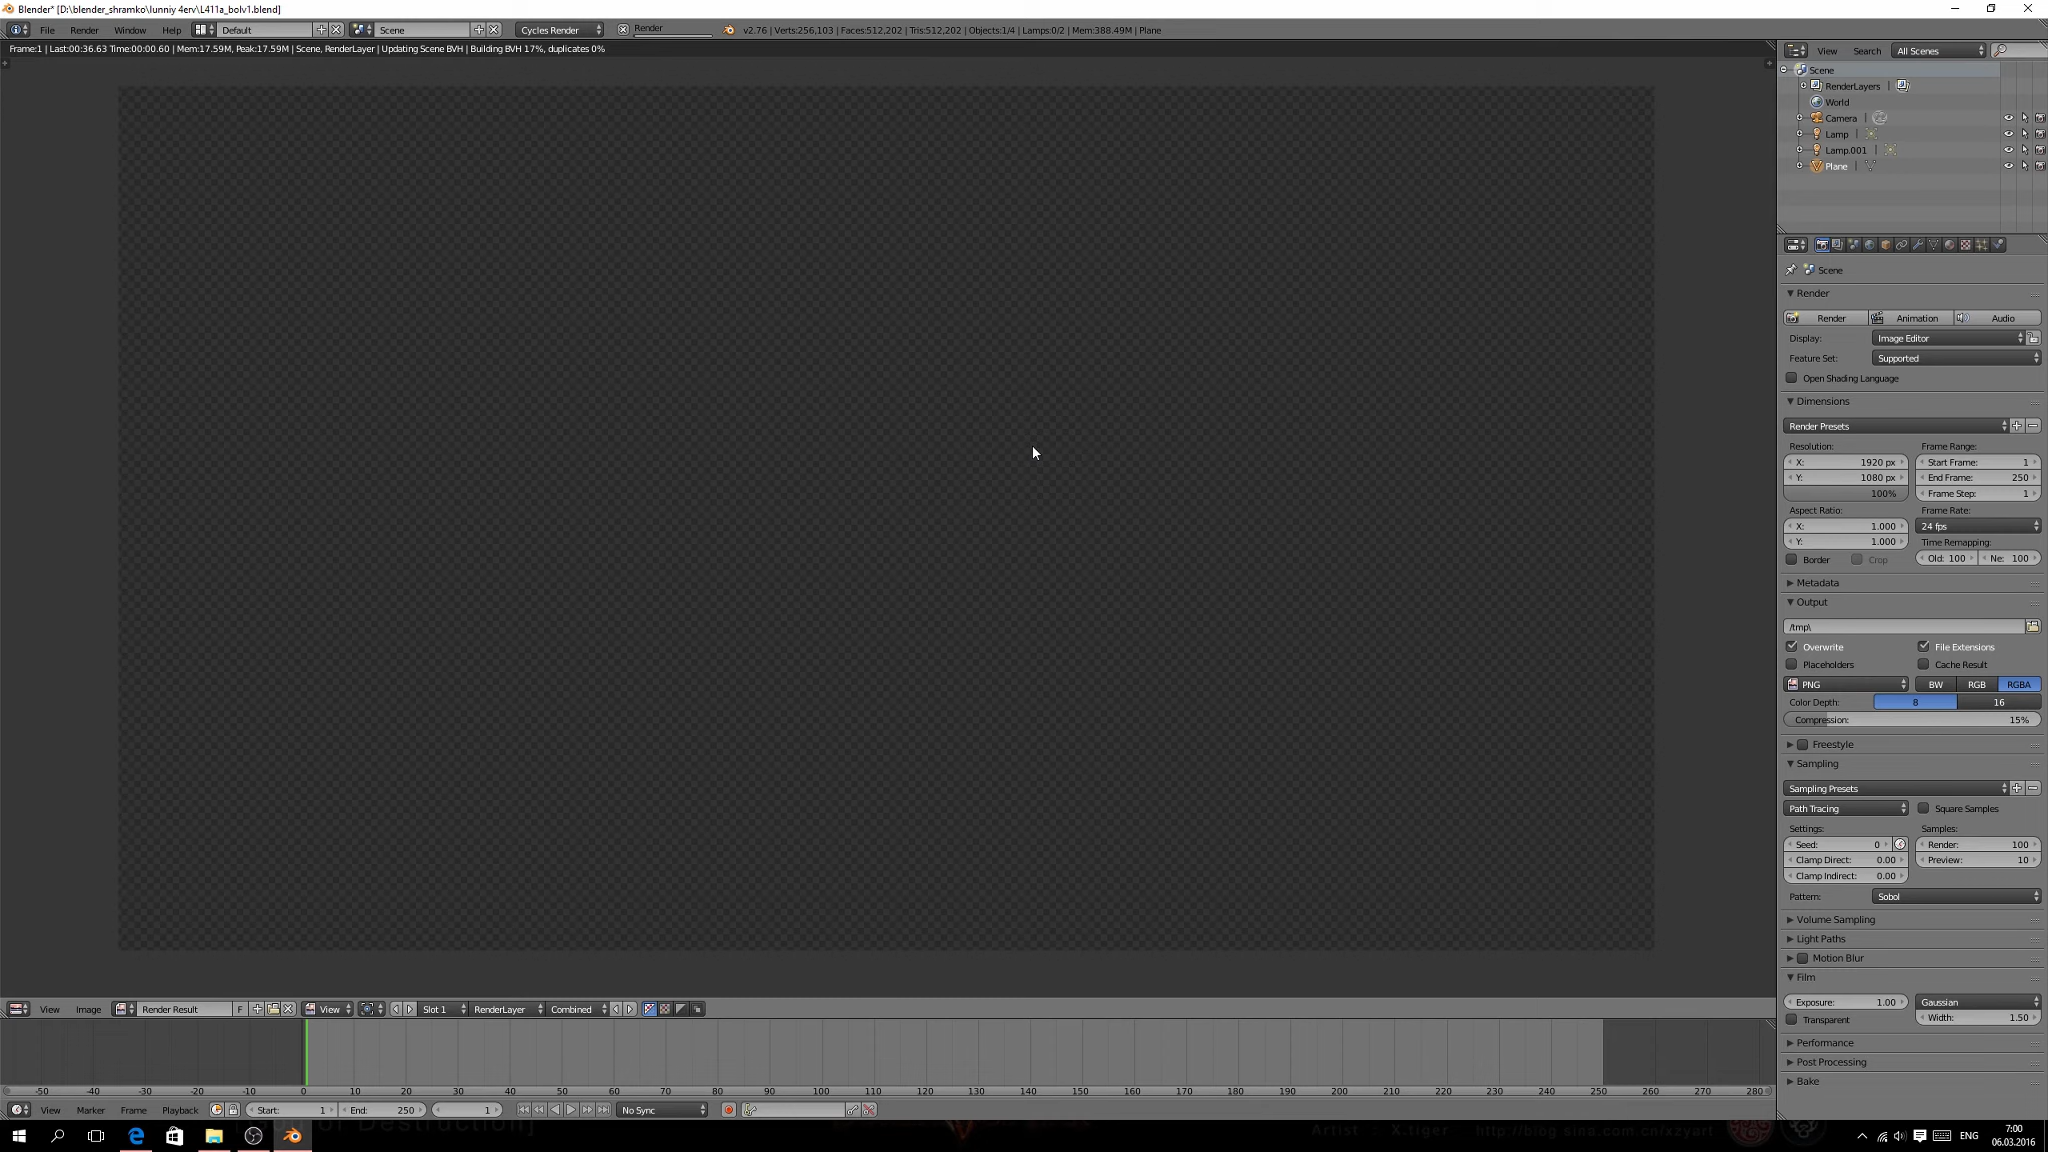 Blender* [D:\blender_shramko\lunniy 4erv\L411a_bolv1.blend]
File Render Window Help Default Scene Cycles Render Render v2.76 | Verts:256,103 | Faces:512,202 | Tris:512,202 | Objects:1/4 | Lamps:0/2 | Mem:388.49M | Plane
Frame:1 | Last:00:36.63 Time:00:00.60 | Mem:17.59M, Peak:17.59M | Scene, RenderLayer | Updating Scene BVH | Building BVH 17%, duplicates 0%
View Search All Scenes
Scene
RenderLayers |
World
Camera |
Lamp |
Lamp.001 |
Plane |
Scene
Render
Render Animation Audio
Display: Image Editor
Feature Set: Supported
Open Shading Language
Dimensions
Render Presets
Resolution: Frame Range:
X: 1920 px Start Frame: 1
Y: 1080 px End Frame: 250
100% Frame Step: 1
Aspect Ratio: Frame Rate:
X: 1.000 24 fps
Y: 1.000 Time Remapping:
Border Crop Old: 100 Ne: 100
Metadata
Output
/tmp\
Overwrite File Extensions
Placeholders Cache Result
PNG BW RGB RGBA
Color Depth: 8 16
Compression: 15%
Freestyle
Sampling
Sampling Presets
Path Tracing Square Samples
Settings: Samples:
Seed: 0 Render: 100
Clamp Direct: 0.00 Preview: 10
Clamp Indirect: 0.00
Pattern: Sobol
Volume Sampling
Light Paths
Motion Blur
Film
Exposure: 1.00 Gaussian
Transparent Width: 1.50
Performance
Post Processing
Bake
View Image Render Result F View Slot 1 RenderLayer Combined
-50 -40 -30 -20 -10 0 10 20 30 40 50 60 70 80 90 100 110 120 130 140 150 160 170 180 190 200 210 220 230 240 250 260 270 280
View Marker Frame Playback Start: 1 End: 250 1 No Sync
of Destruction] Artist : X.tiger http://blog.sina.com.cn/xzyart
ENG 7:00
06.03.2016